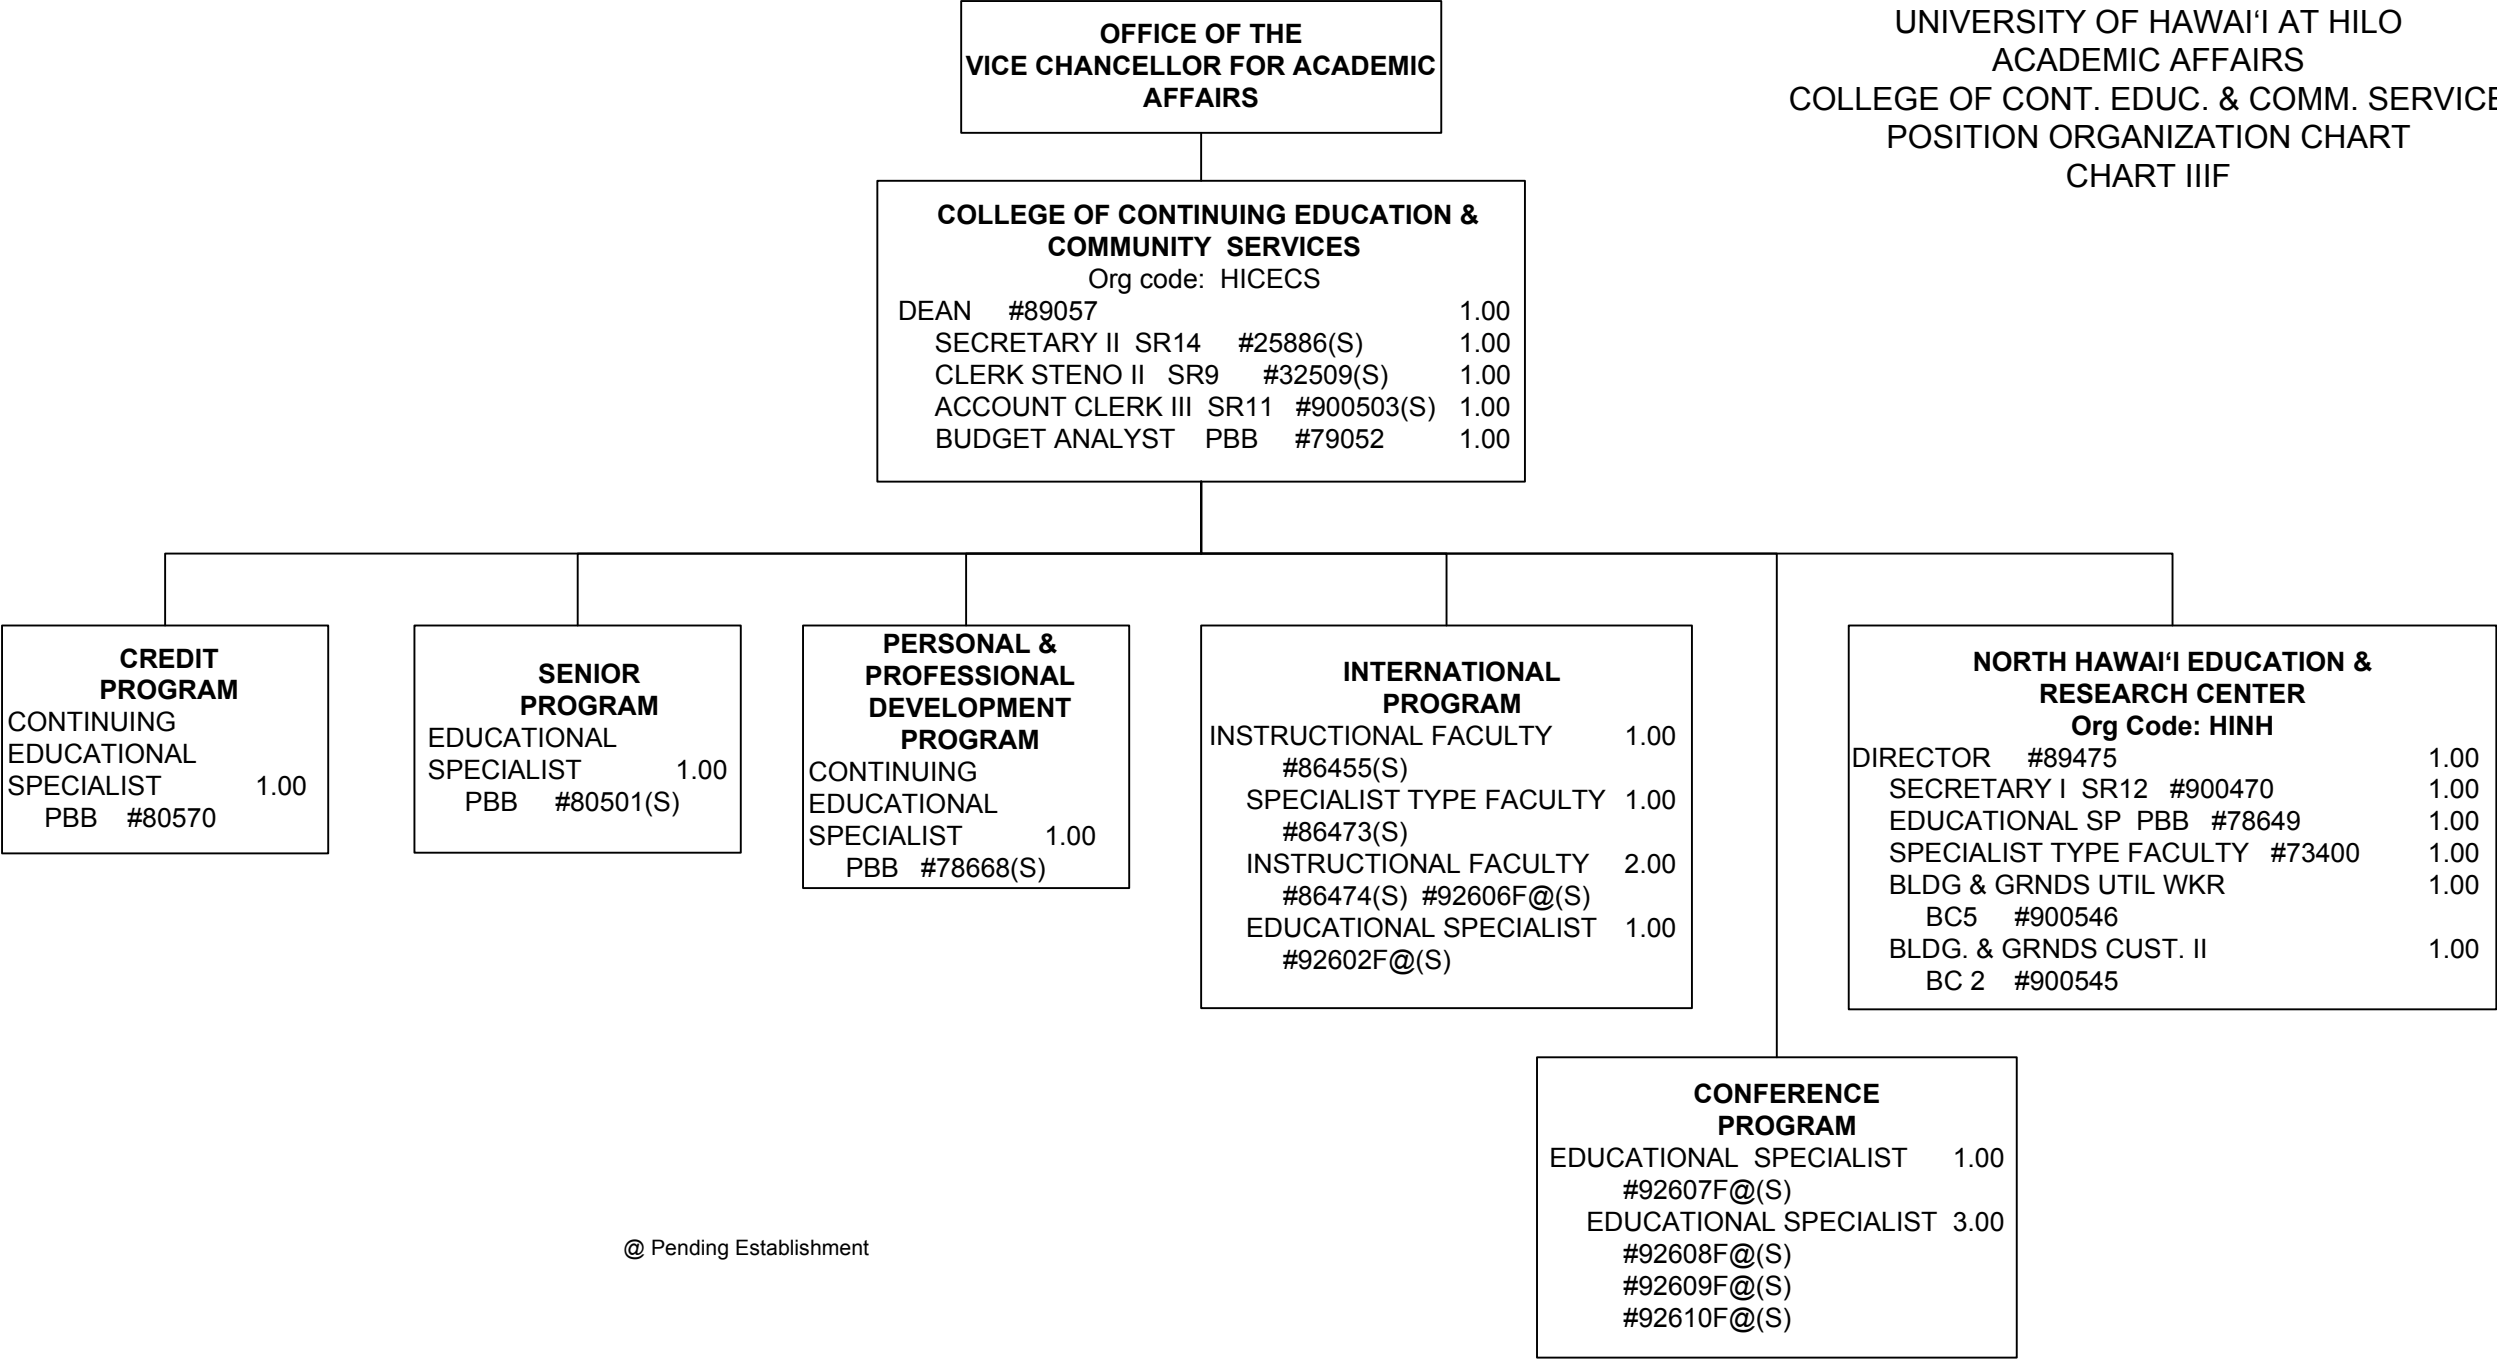 UNIVERSITY OF HAWAI‘I AT HILO
ACADEMIC AFFAIRS
COLLEGE OF CONT. EDUC. & COMM. SERVICE
POSITION ORGANIZATION CHART
CHART IIIF
OFFICE OF THE
VICE CHANCELLOR FOR ACADEMIC
AFFAIRS
COLLEGE OF CONTINUING EDUCATION &
COMMUNITY SERVICES
Org code: HICECS
DEAN #89057 1.00
SECRETARY II SR14 #25886(S) 1.00
CLERK STENO II SR9 #32509(S) 1.00
ACCOUNT CLERK III SR11 #900503(S) 1.00
BUDGET ANALYST PBB #79052 1.00
CREDIT
PROGRAM
CONTINUING
EDUCATIONAL
SPECIALIST 1.00
PBB #80570
SENIOR
PROGRAM
EDUCATIONAL
SPECIALIST 1.00
PBB #80501(S)
PERSONAL &
PROFESSIONAL
DEVELOPMENT
PROGRAM
CONTINUING
EDUCATIONAL
SPECIALIST 1.00
PBB #78668(S)
INTERNATIONAL
PROGRAM
INSTRUCTIONAL FACULTY 1.00
#86455(S)
SPECIALIST TYPE FACULTY 1.00
#86473(S)
INSTRUCTIONAL FACULTY 2.00
#86474(S) #92606F@(S)
EDUCATIONAL SPECIALIST 1.00
#92602F@(S)
NORTH HAWAI‘I EDUCATION &
RESEARCH CENTER
Org Code: HINH
DIRECTOR #89475 1.00
SECRETARY I SR12 #900470 1.00
EDUCATIONAL SP PBB #78649 1.00
SPECIALIST TYPE FACULTY #73400 1.00
BLDG & GRNDS UTIL WKR 1.00
BC5 #900546
BLDG. & GRNDS CUST. II 1.00
BC 2 #900545
CONFERENCE
PROGRAM
EDUCATIONAL SPECIALIST 1.00
#92607F@(S)
EDUCATIONAL SPECIALIST 3.00
#92608F@(S)
#92609F@(S)
#92610F@(S)
@ Pending Establishment